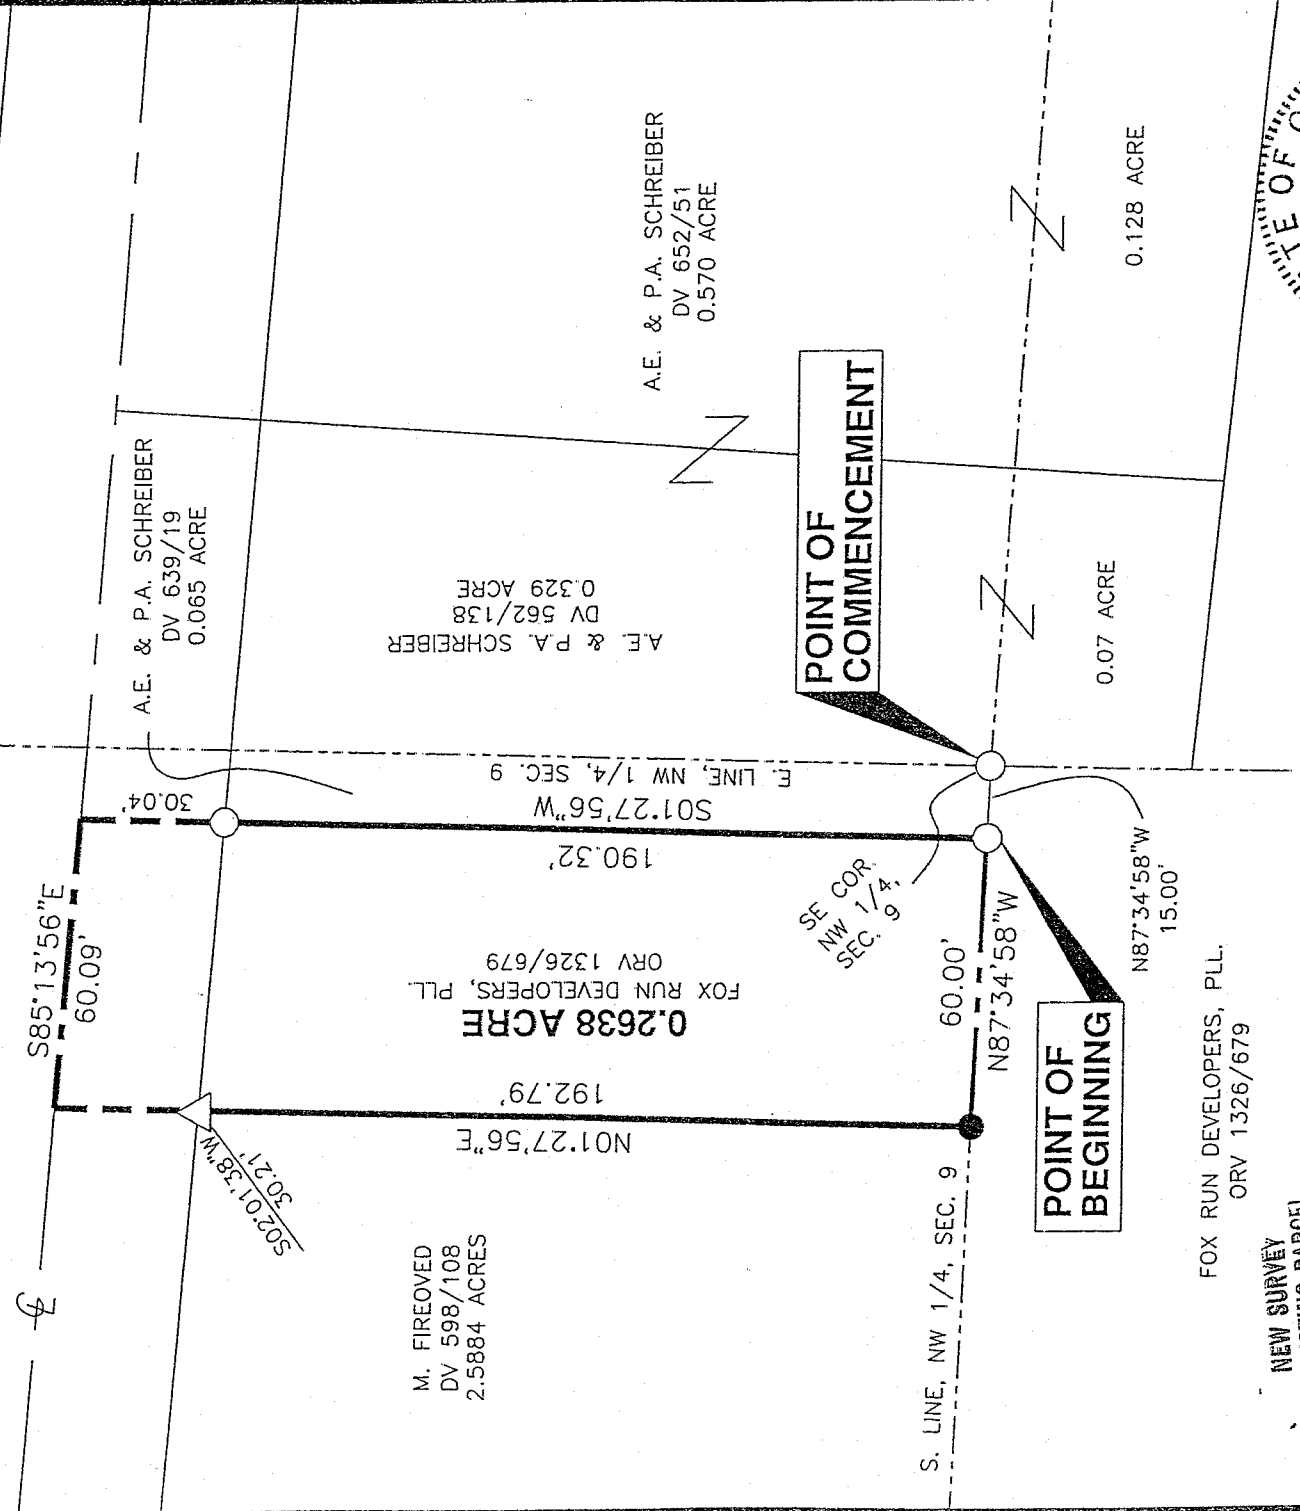 A.E. & P.A. SCHREIBER
DV 639/19
0.065 ACRE
A.E. & P.A. SCHREIBER
DV 652/51
0.570 ACRE
0.128 ACRE
TE OF
A.E. & P.A. SCHREIBER
DV 562/138
0.329 ACRE
POINT OF
COMMENCEMENT
0.07 ACRE
E. LINE, NW 1/4, SEC. 9
S01°27'56"W
190.32'
30.04'
S85°13'56"E
60.09'
FOX RUN DEVELOPERS, PLL.
ORV 1326/679
0.2638 ACRE
192.79'
N01°27'56"E
S02°01'38"W
30.21'
SE COR.
NW 1/4,
SEC. 9
60.00'
N87°34'58"W
N87°34'58"W
15.00'
POINT OF
BEGINNING
M. FIREOVED
DV 598/108
2.5884 ACRES
S. LINE, NW 1/4, SEC. 9
FOX RUN DEVELOPERS, PLL.
ORV 1326/679
NEW SURVEY